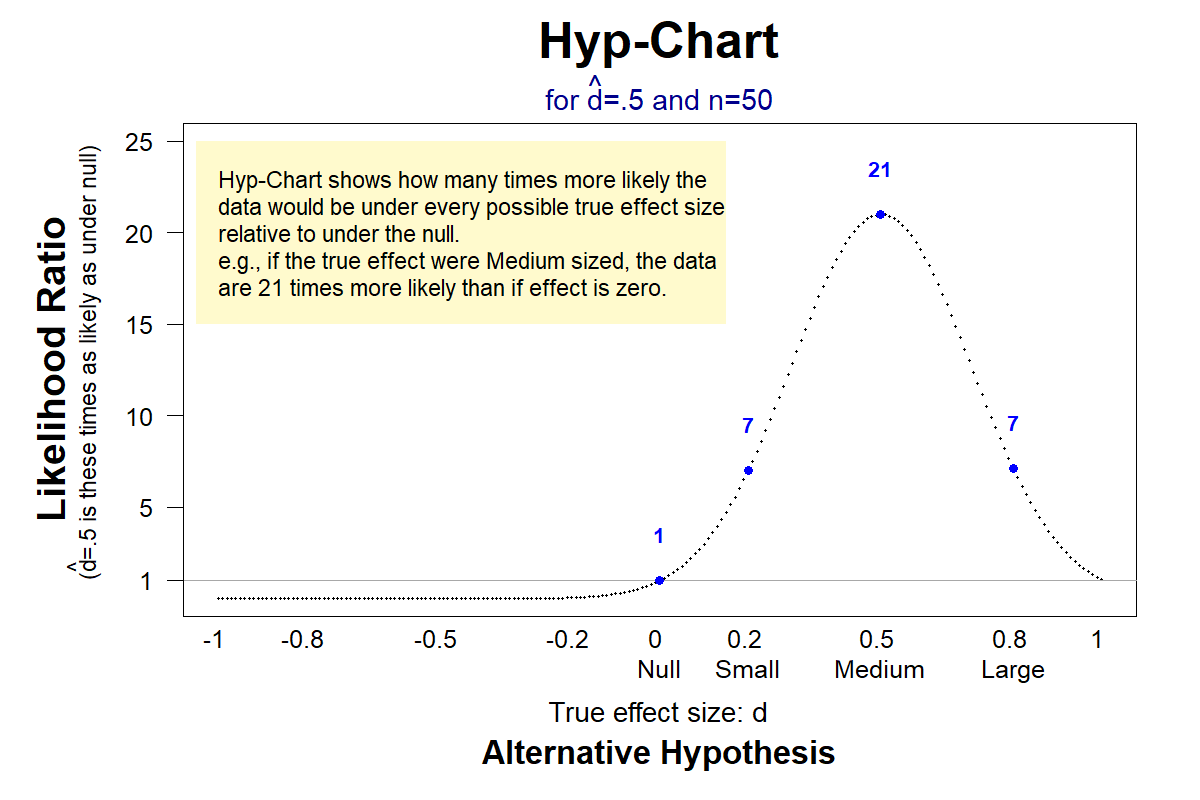 Hyp-Chart
for d̂=.5 and n=50
Likelihood Ratio
(d̂=.5 is these times as likely as under null)
25
20
15
10
5
1
Hyp-Chart shows how many times more likely the
data would be under every possible true effect size
relative to under the null.
e.g., if the true effect were Medium sized, the data
are 21 times more likely than if effect is zero.
1
7
21
7
-1 -0.8 -0.5 -0.2 0 0.2 0.5 0.8 1
Null Small Medium Large
True effect size: d
Alternative Hypothesis